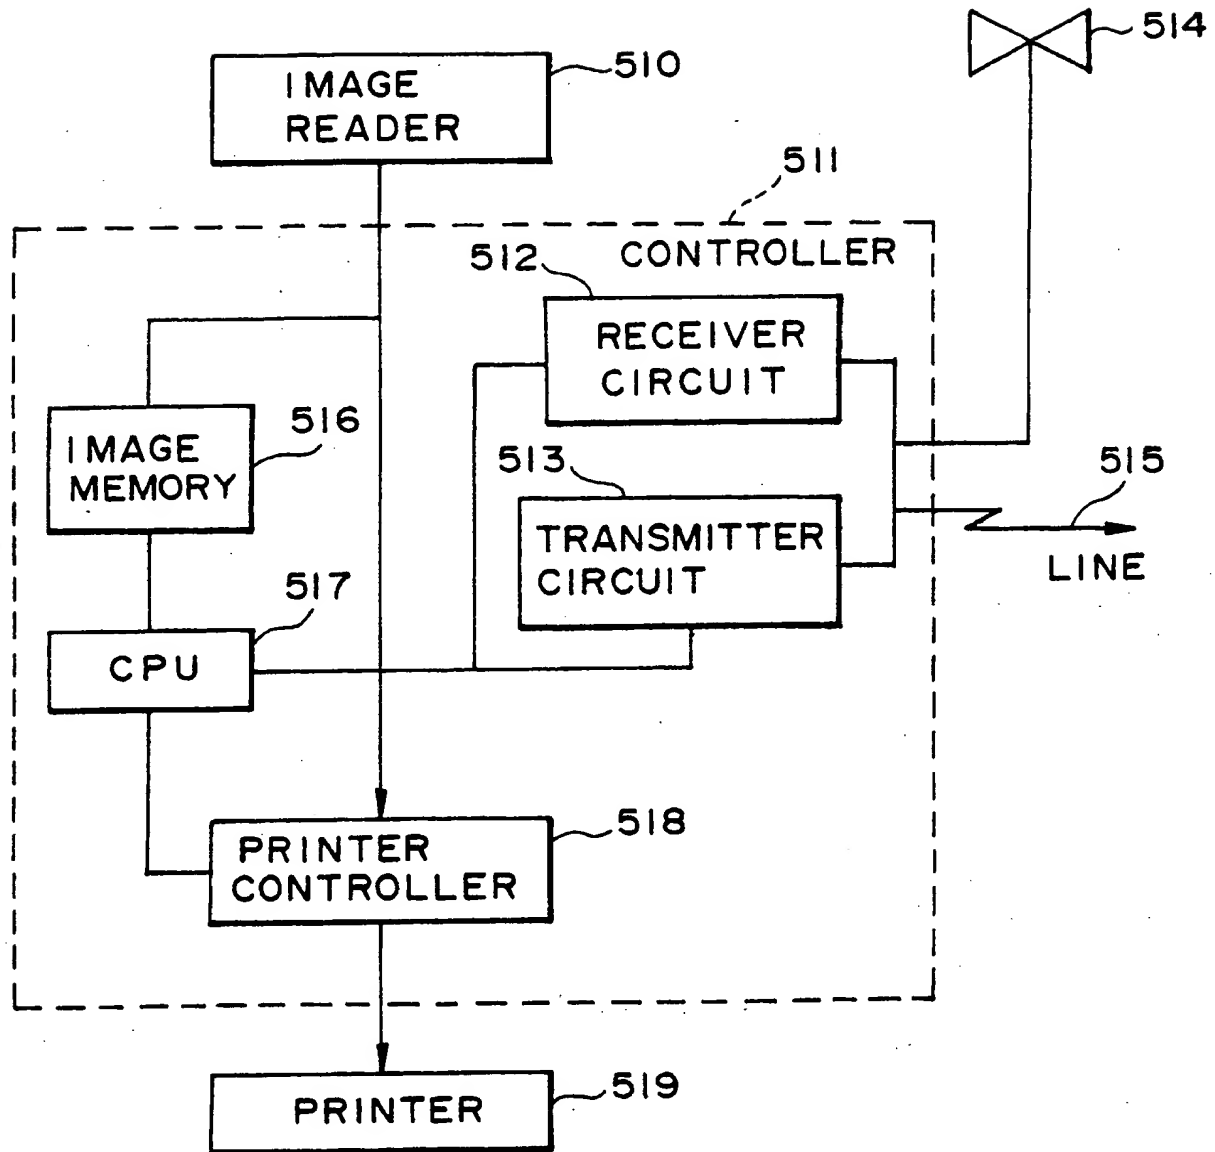 514
510
IMAGE
READER
511
CONTROLLER
512
RECEIVER
CIRCUIT
516
IMAGE
MEMORY
513
515
TRANSMITTER
CIRCUIT
LINE
517
CPU
518
PRINTER
CONTROLLER
519
PRINTER